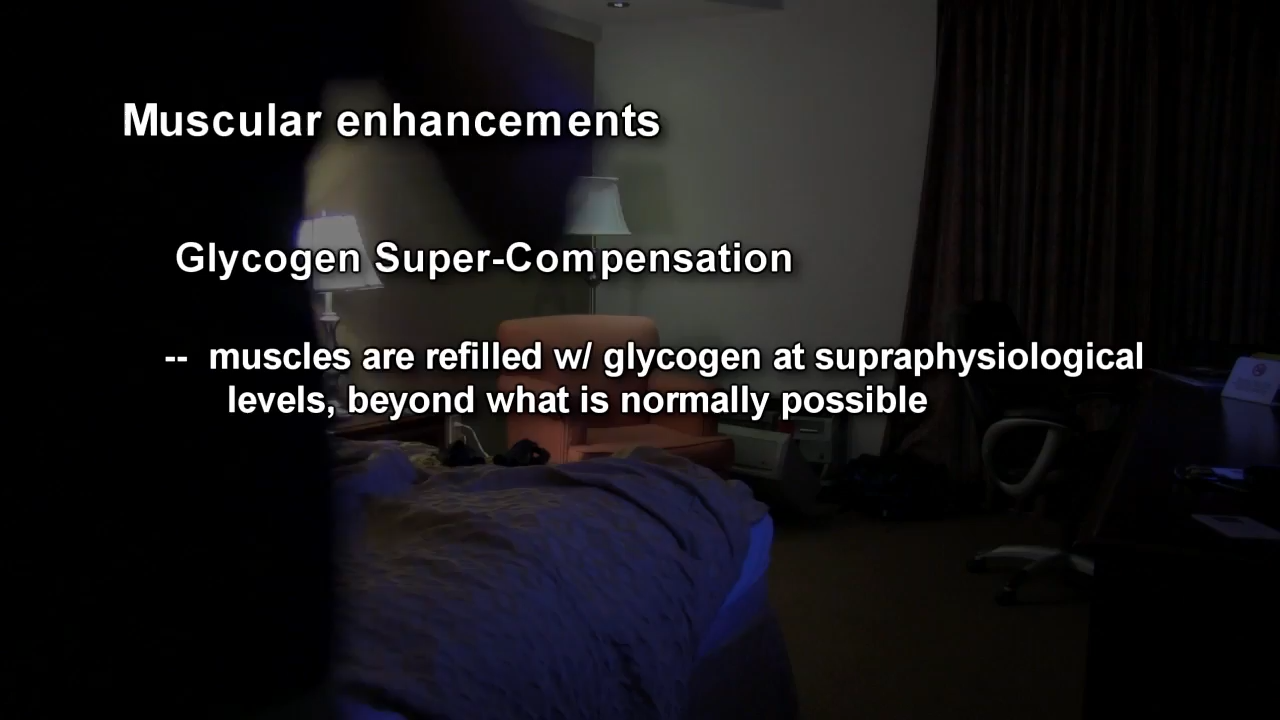 Muscular enhancements
Glycogen Super-Compensation
-- muscles are refilled w/ glycogen at supraphysiological
levels, beyond what is normally possible